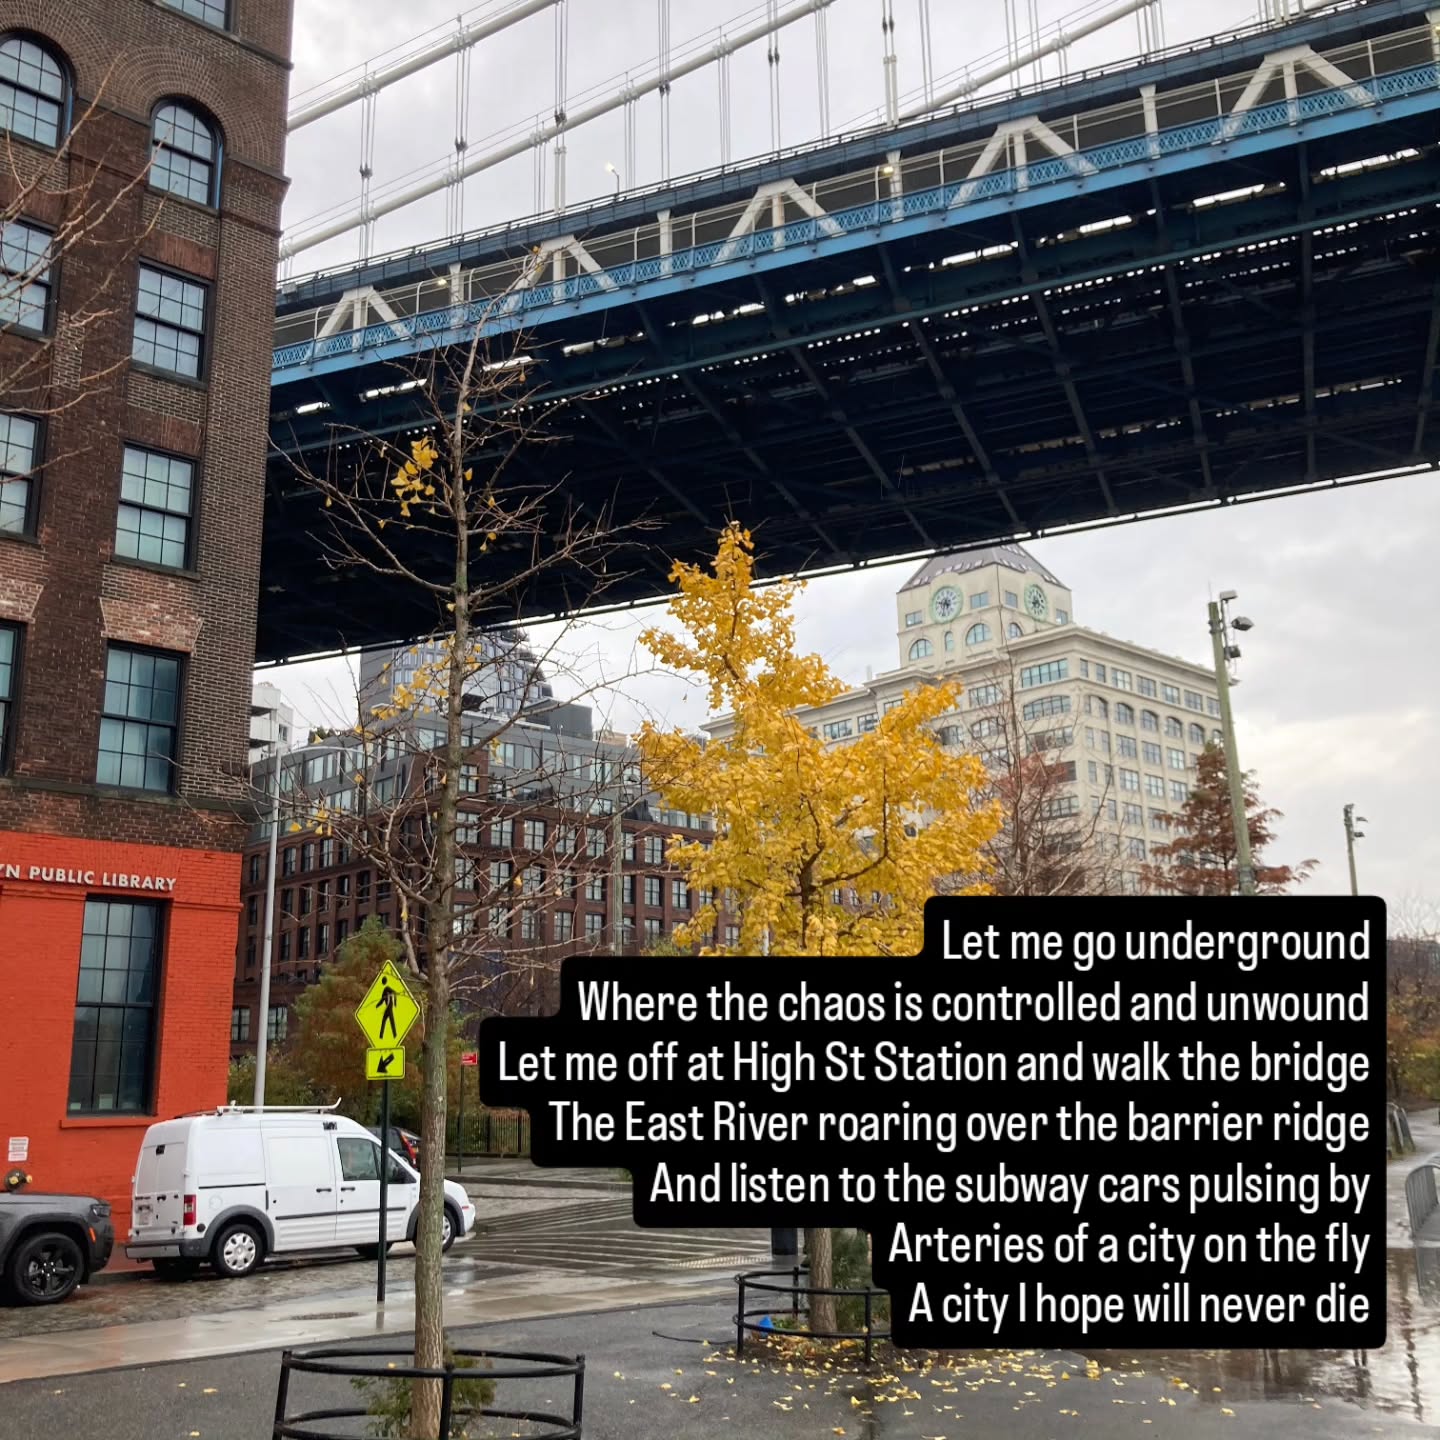 YN PUBLIC LIBRARY
Let me go underground
Where the chaos is controlled and unwound
Let me off at High St Station and walk the bridge
The East River roaring over the barrier ridge
And listen to the subway cars pulsing by
Arteries of a city on the fly
A city I hope will never die